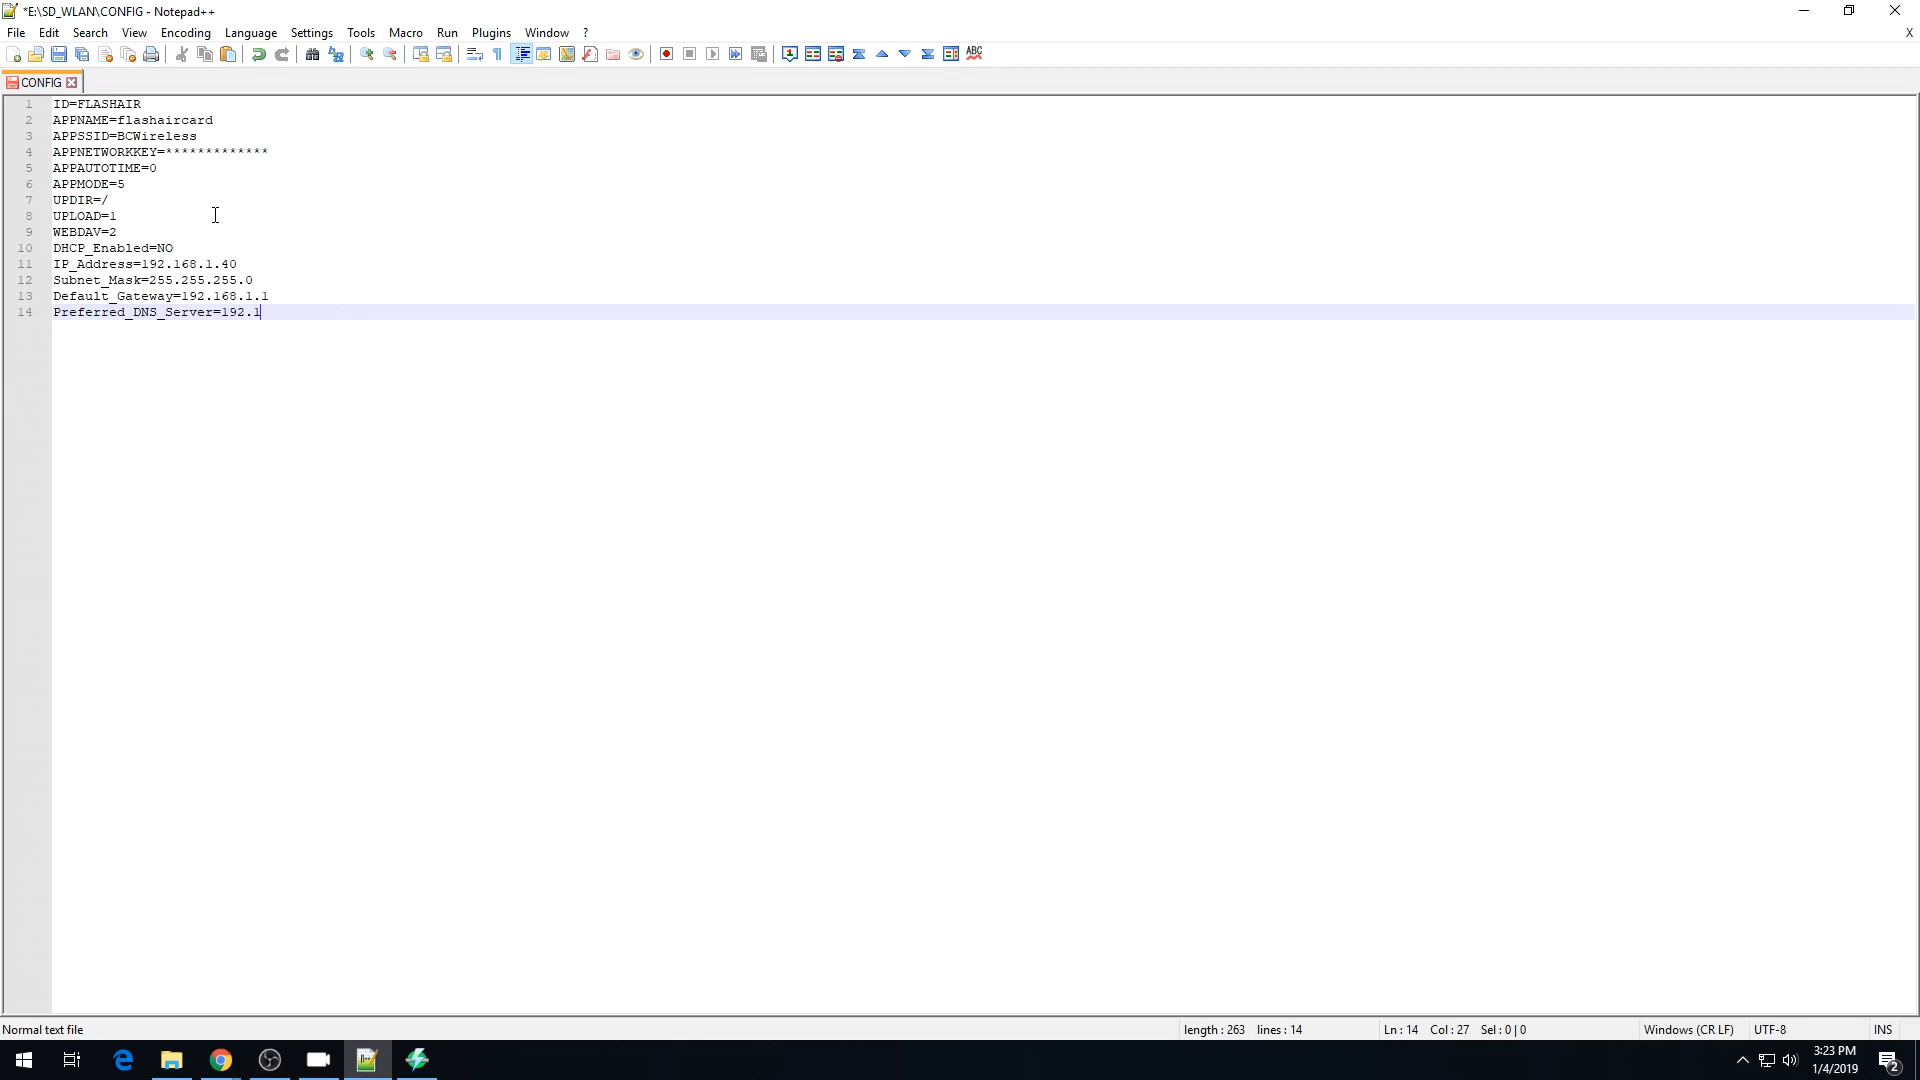 *E:\SD_WLAN\CONFIG - Notepad++
File Edit Search View Encoding Language Settings Tools Macro Run Plugins Window ? X
ABC
CONFIG
1 ID=FLASHAIR
2 APPNAME=flashaircard
3 APPSSID=BCWireless
4 APPNETWORKKEY=*************
5 APPAUTOTIME=0
6 APPMODE=5
7 UPDIR=/
8 UPLOAD=1
9 WEBDAV=2
10 DHCP_Enabled=NO
11 IP_Address=192.168.1.40
12 Subnet_Mask=255.255.255.0
13 Default_Gateway=192.168.1.1
14 Preferred_DNS_Server=192.1
Normal text file length : 263 lines : 14 Ln : 14 Col : 27 Sel : 0 | 0 Windows (CR LF) UTF-8 INS
3:23 PM
1/4/2019
2